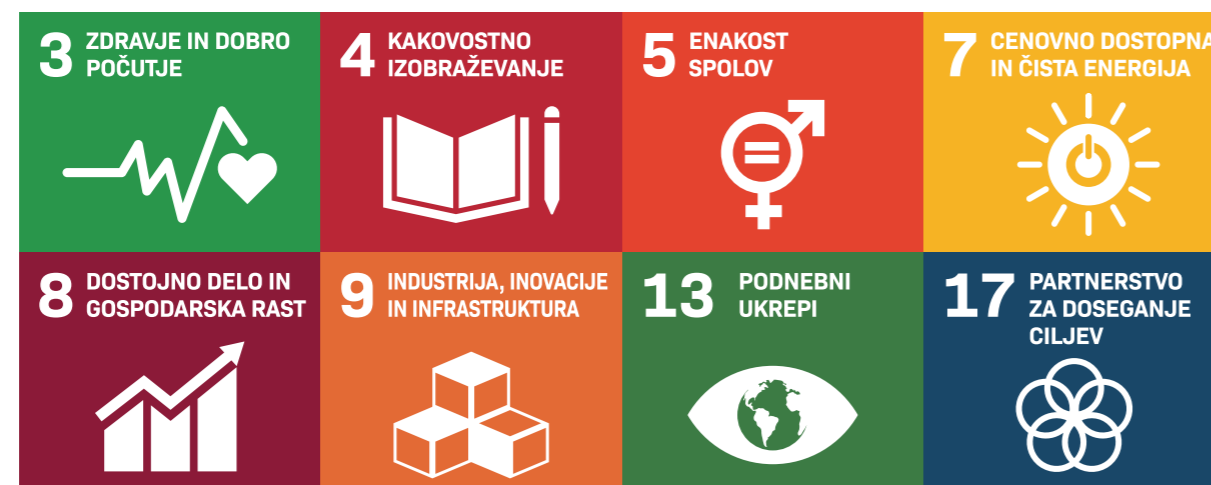 3 ZDRAVJE IN DOBRO
POČUTJE
4 KAKOVOSTNO
IZOBRAŽEVANJE
5 ENAKOST
SPOLOV
7 CENOVNO DOSTOPNA
IN ČISTA ENERGIJA
8 DOSTOJNO DELO IN
GOSPODARSKA RAST
9 INDUSTRIJA, INOVACIJE
IN INFRASTRUKTURA
13 PODNEBNI
UKREPI
17 PARTNERSTVO
ZA DOSEGANJE
CILJEV